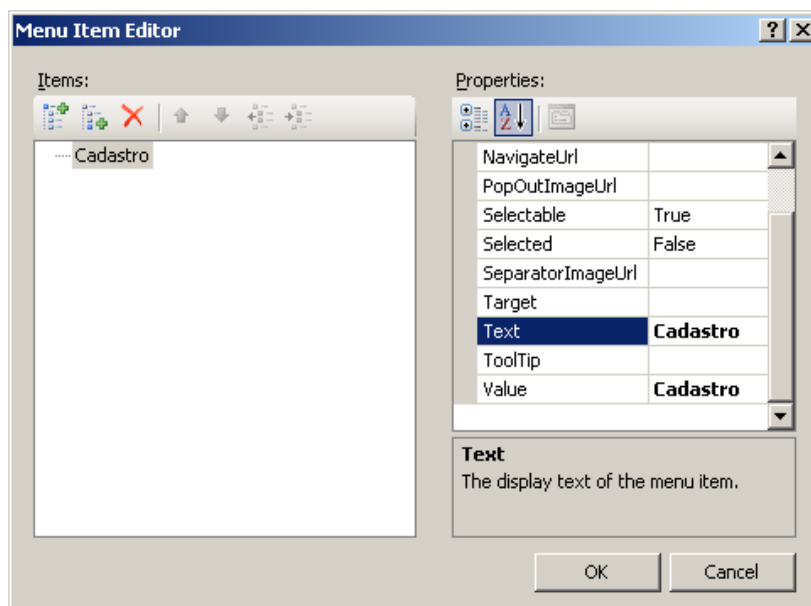 Menu Item Editor
Items:
Properties:
Cadastro
NavigateUrl
PopOutImageUrl
Selectable True
Selected False
SeparatorImageUrl
Target
Text Cadastro
ToolTip
Value Cadastro
Text
The display text of the menu item.
OK Cancel